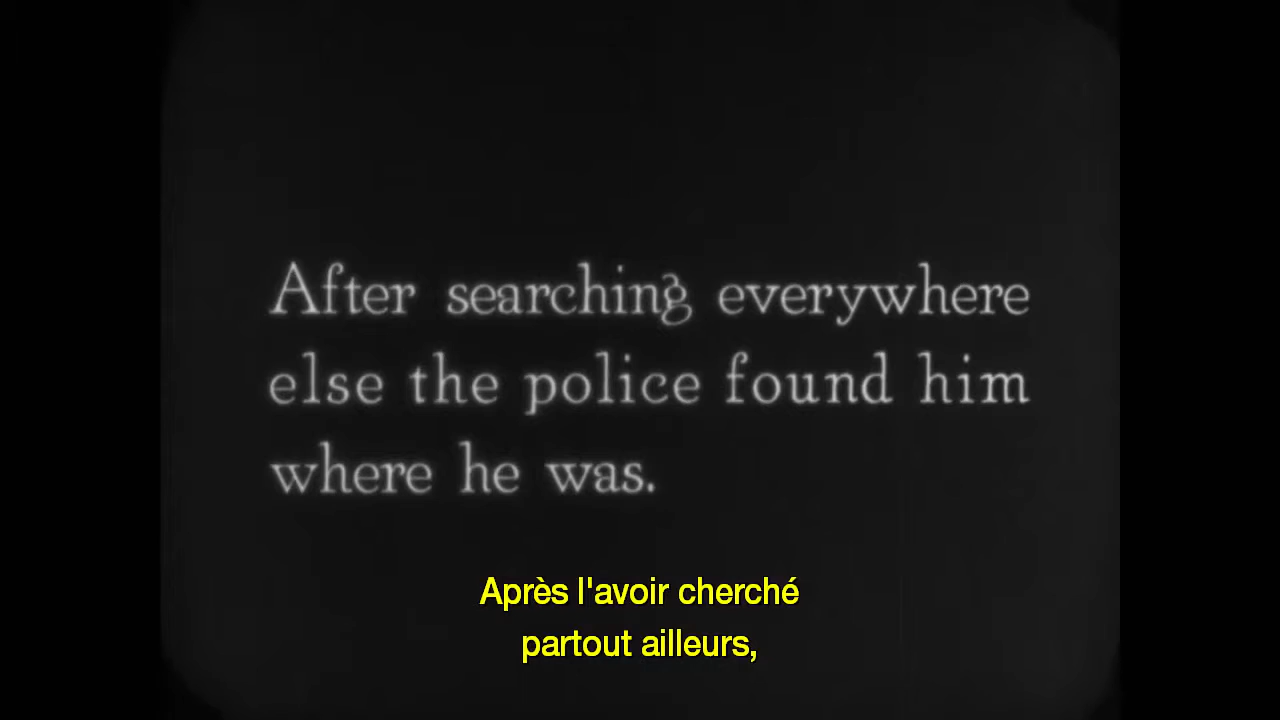 After searching everywhere
else the police found him
where he was.
Après l'avoir cherché
partout ailleurs,